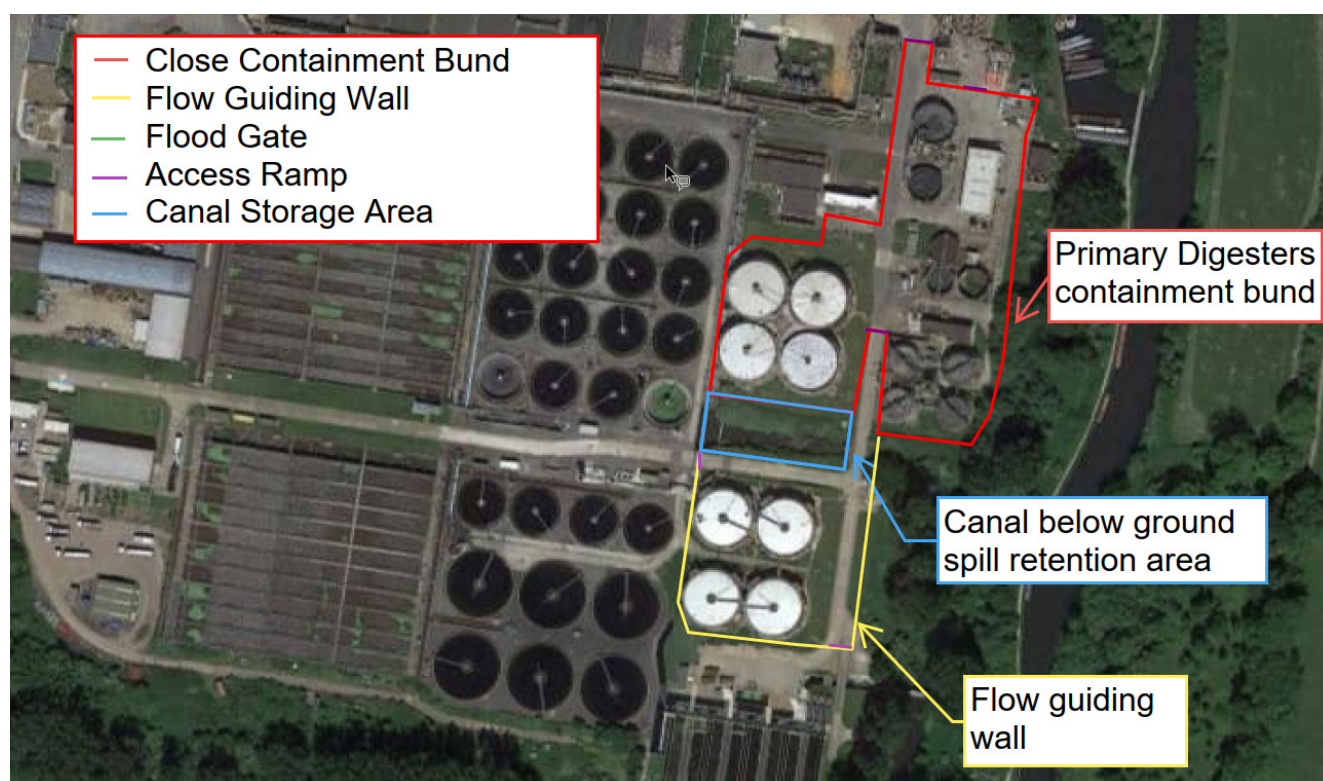 Close Containment Bund
Flow Guiding Wall
Flood Gate
Access Ramp
Canal Storage Area
Primary Digesters
containment bund
Canal below ground
spill retention area
Flow guiding
wall